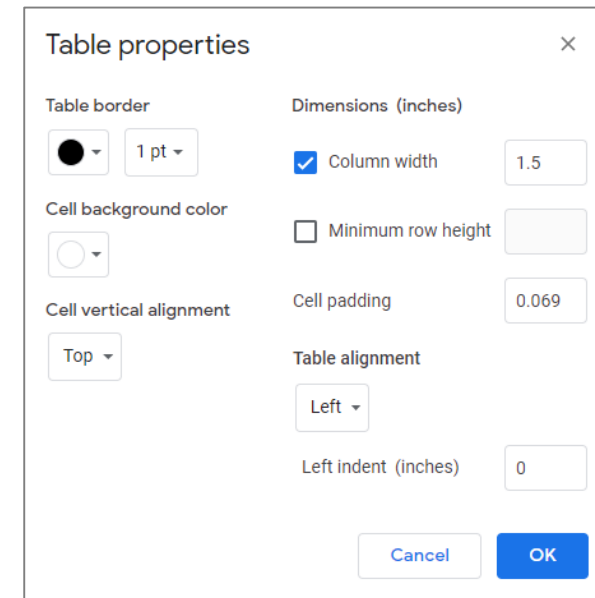 Table properties
Table border
1 pt
Cell background color
Cell vertical alignment
Top
Dimensions (inches)
Column width
1.5
Minimum row height
Cell padding
0.069
Table alignment
Left
Left indent (inches)
0
Cancel
OK